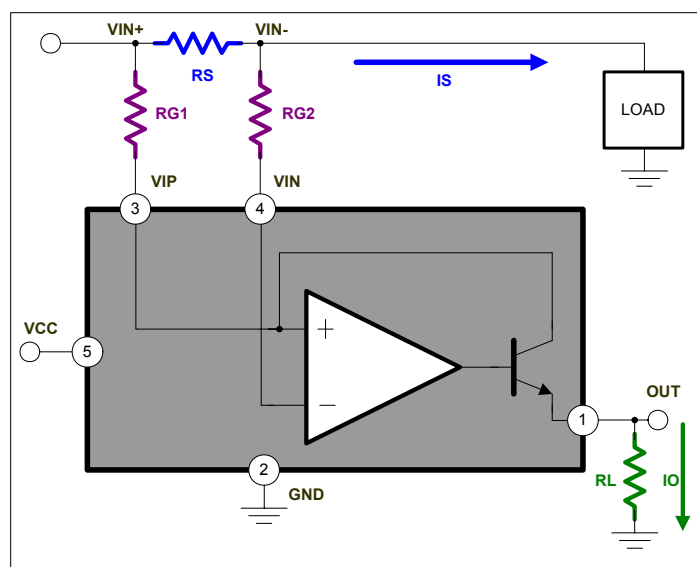 VIN+
VIN-
RS
IS
LOAD
RG1
RG2
VIP
VIN
3
4
VCC
5
+
−
OUT
1
2
GND
RL
IO